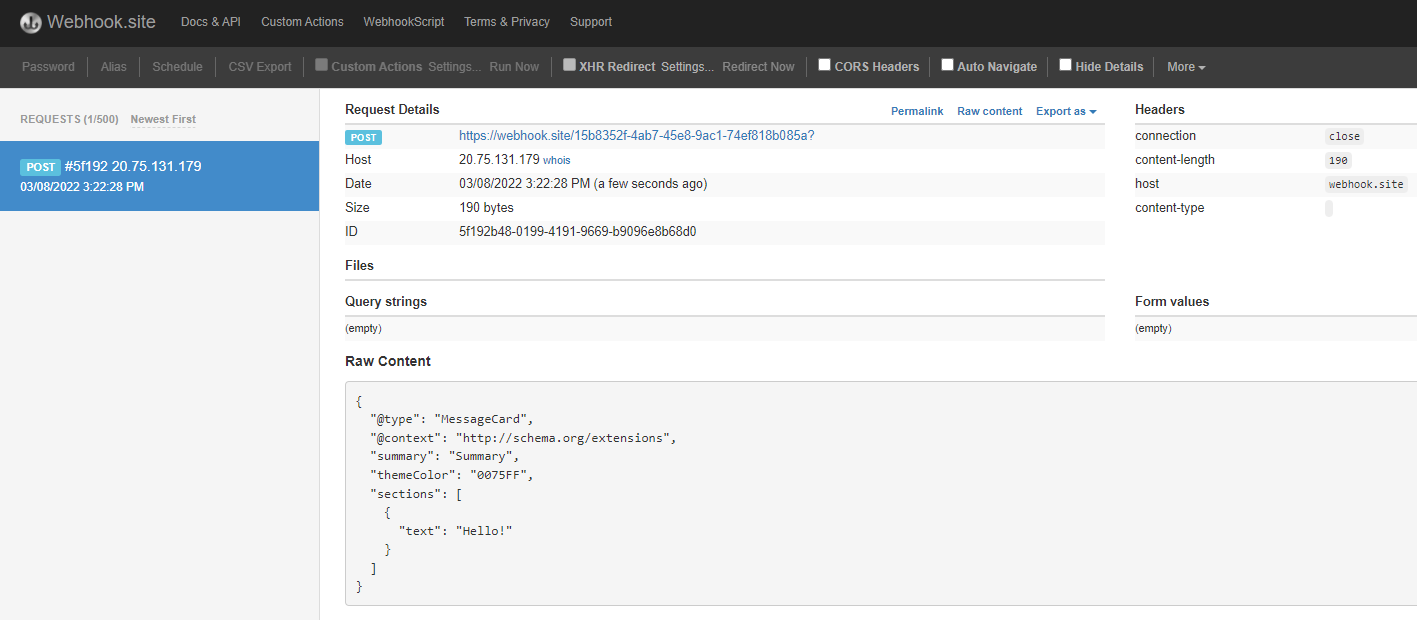 Webhook.site Docs & API Custom Actions WebhookScript Terms & Privacy Support
Password Alias Schedule CSV Export Custom Actions Settings... Run Now XHR Redirect Settings... Redirect Now CORS Headers Auto Navigate Hide Details More
REQUESTS (1/500) Newest First
POST #5f192 20.75.131.179
03/08/2022 3:22:28 PM
Request Details Permalink Raw content Export as
POST https://webhook.site/15b8352f-4ab7-45e8-9ac1-74ef818b085a?
Host 20.75.131.179 whois
Date 03/08/2022 3:22:28 PM (a few seconds ago)
Size 190 bytes
ID 5f192b48-0199-4191-9669-b9096e8b68d0
Headers
connection close
content-length 190
host webhook.site
content-type
Files
Query strings
(empty)
Form values
(empty)
Raw Content
{
  "@type": "MessageCard",
  "@context": "http://schema.org/extensions",
  "summary": "Summary",
  "themeColor": "0075FF",
  "sections": [
    {
      "text": "Hello!"
    }
  ]
}